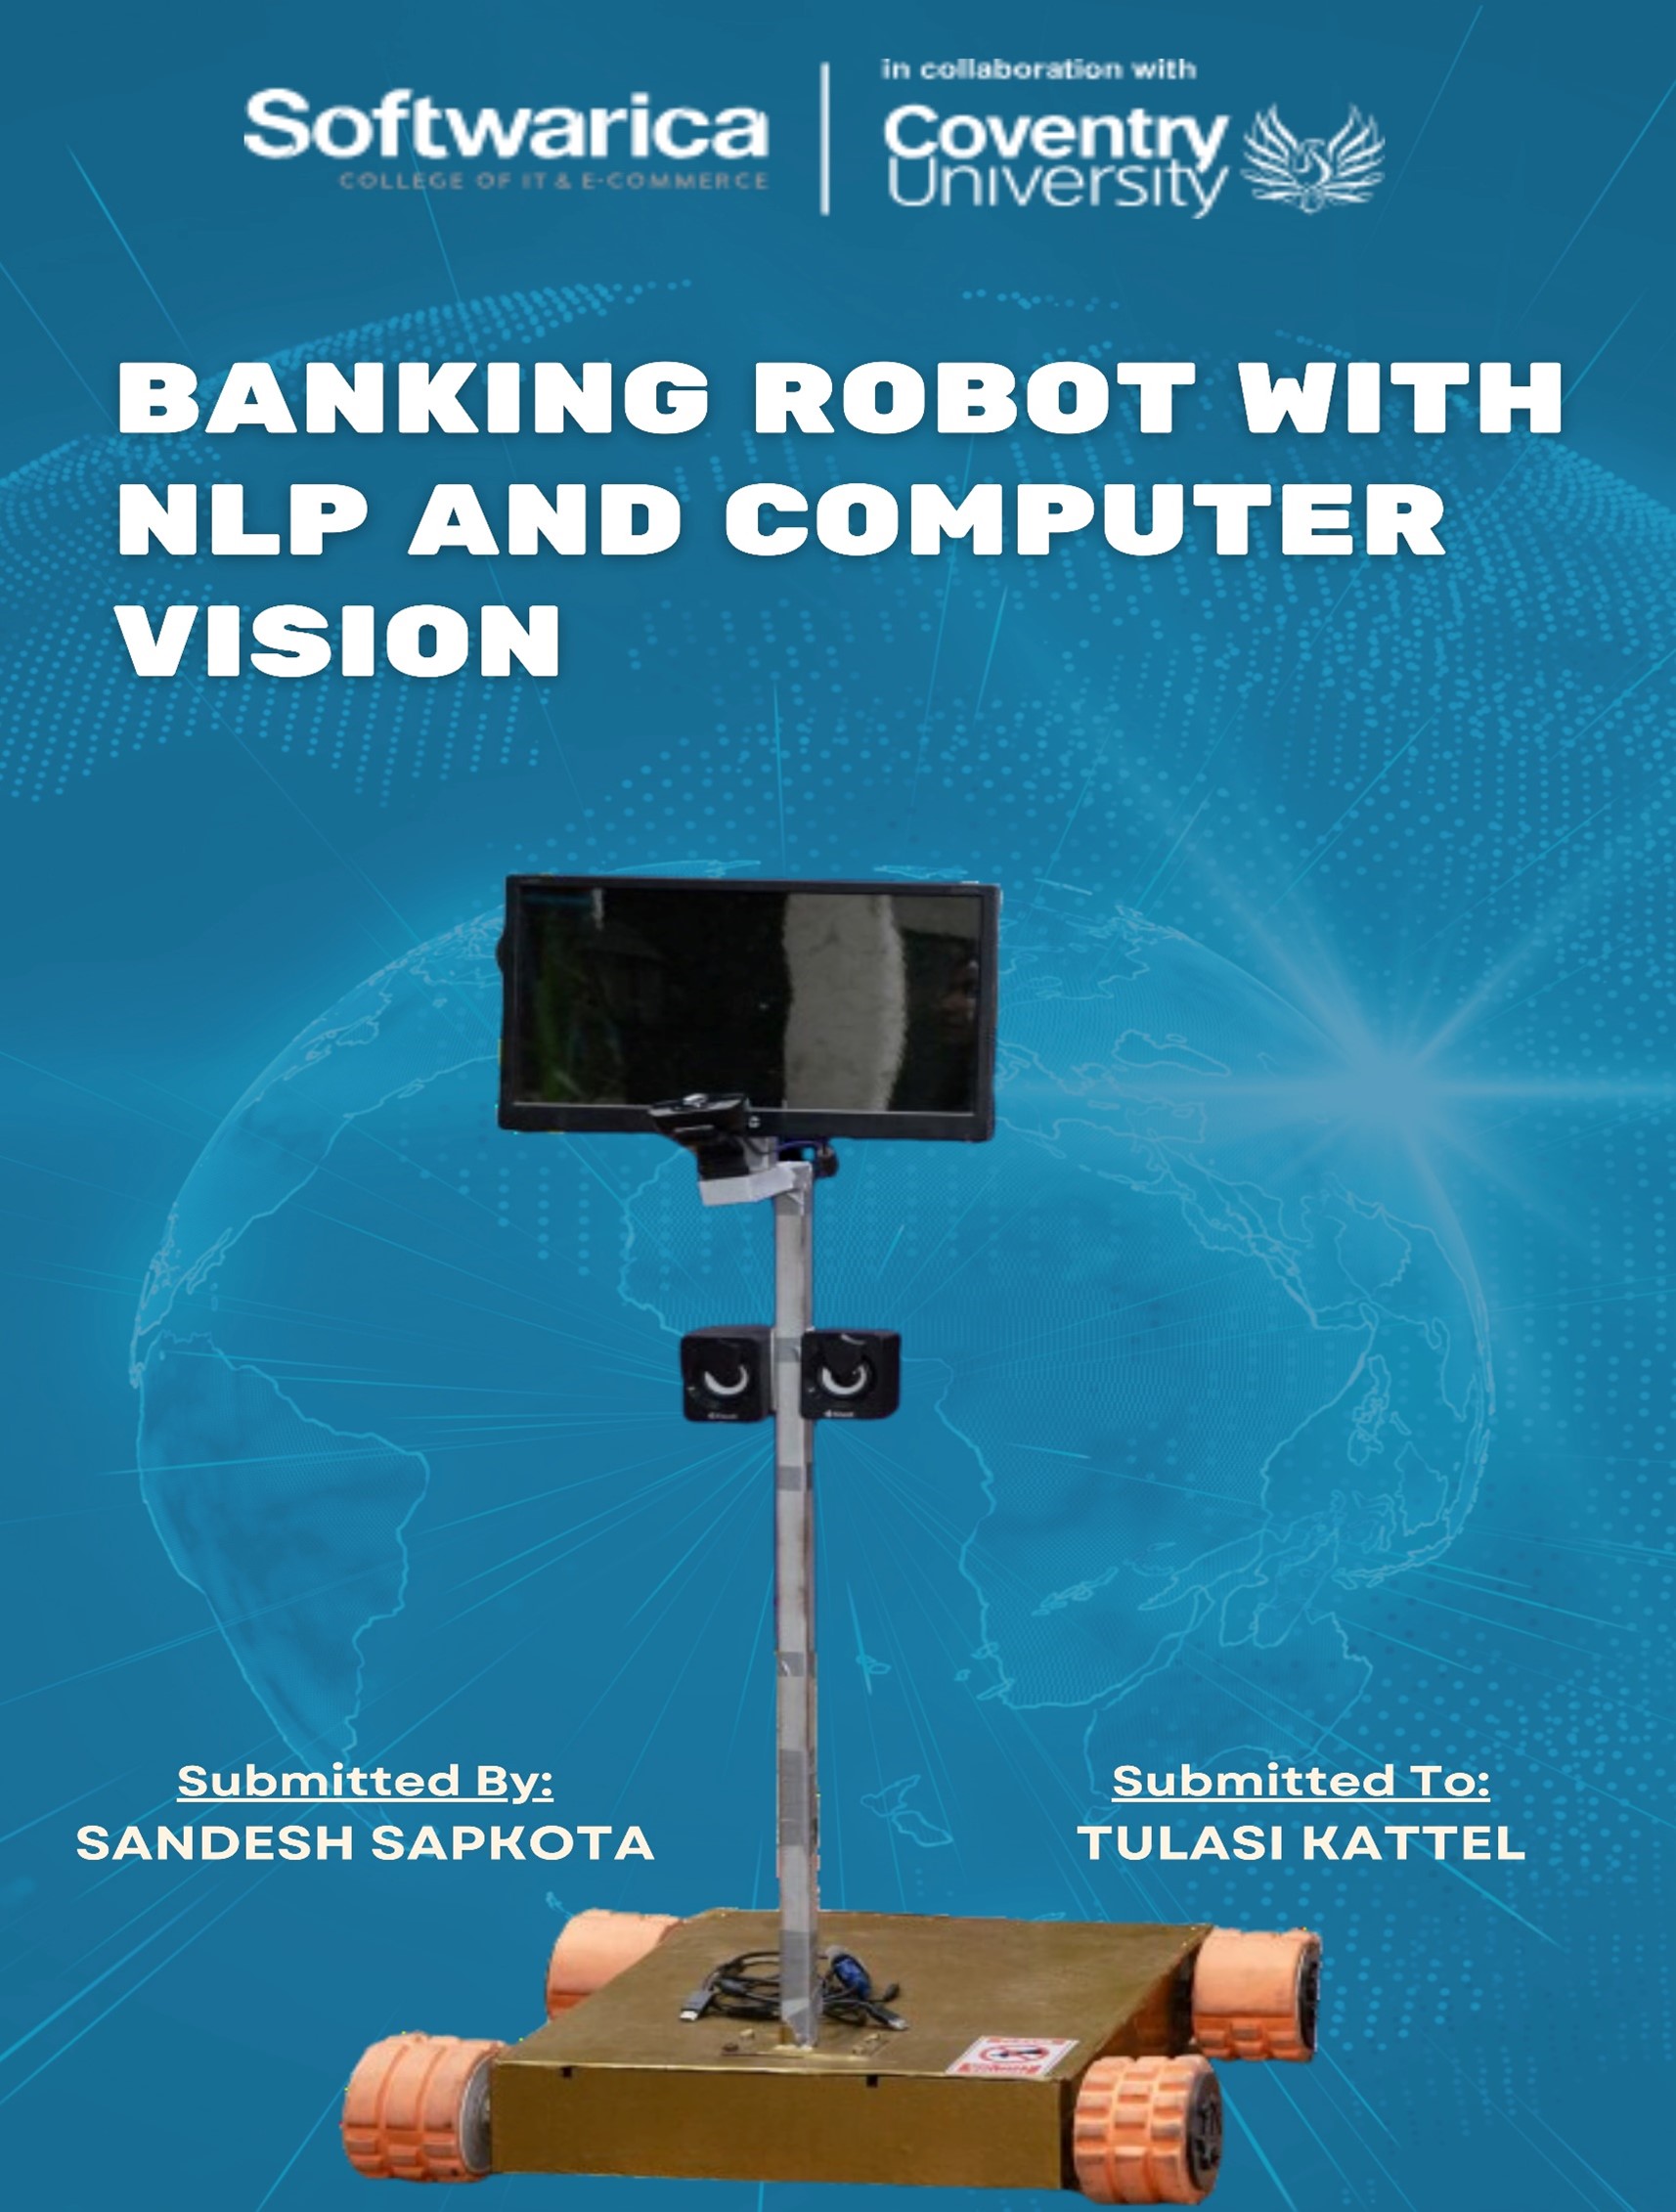 Softwarica
COLLEGE OF IT & E-COMMERCE
in collaboration with
Coventry
University
BANKING ROBOT WITH
NLP AND COMPUTER
VISION
Submitted By:
SANDESH SAPKOTA
Submitted To:
TULASI KATTEL